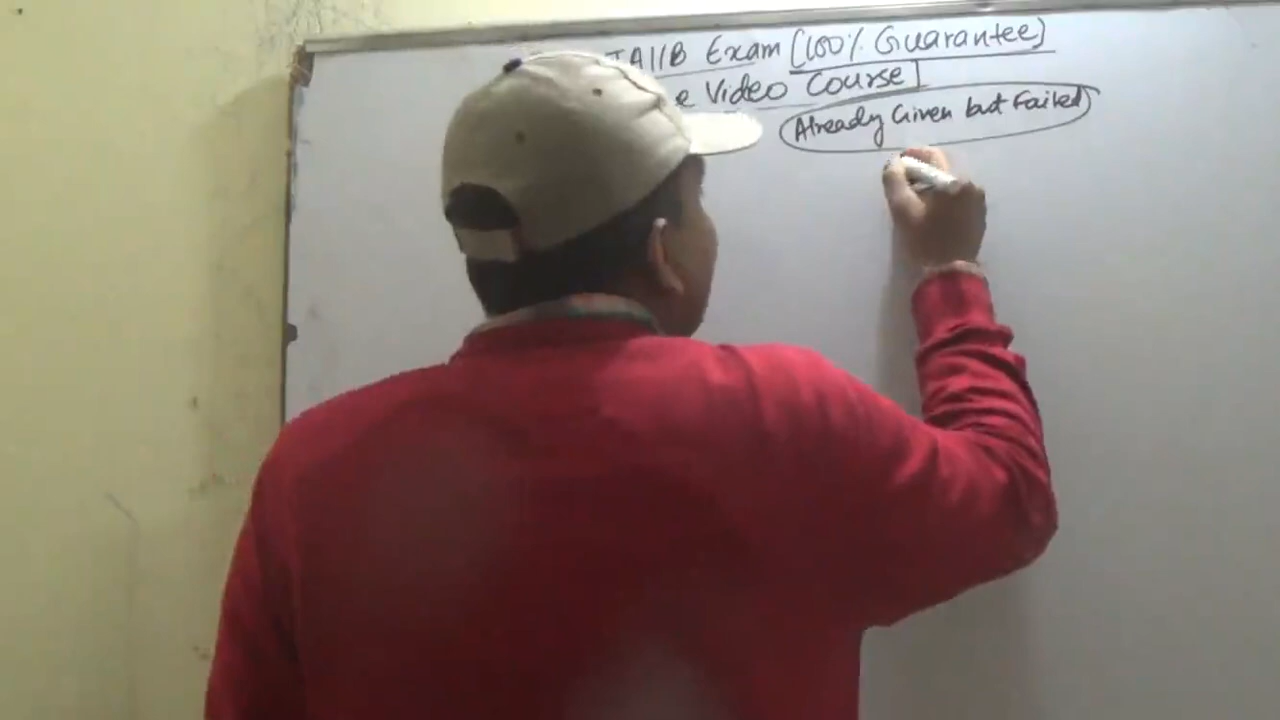 JAIIB Exam [100% Guarantee]
e Video Course]
Already Given but Failed